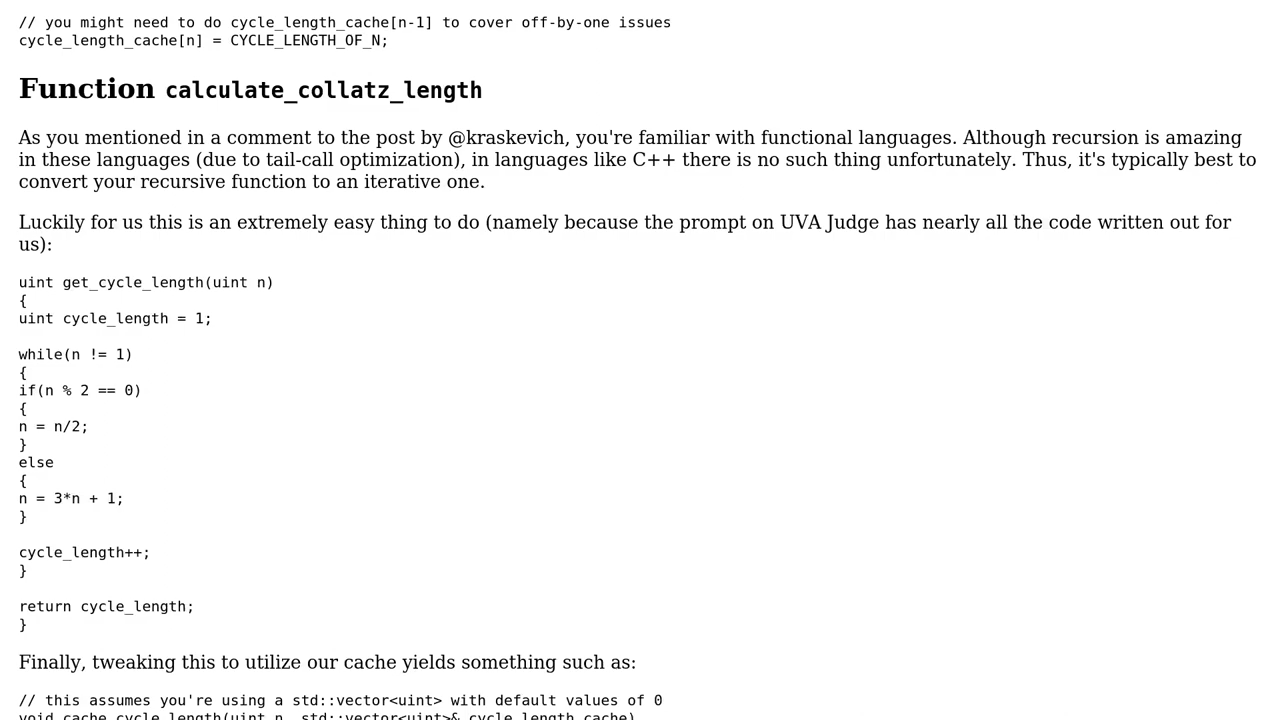 // you might need to do cycle_length_cache[n-1] to cover off-by-one issues
cycle_length_cache[n] = CYCLE_LENGTH_OF_N;
Function calculate_collatz_length
As you mentioned in a comment to the post by @kraskevich, you're familiar with functional languages. Although recursion is amazing
in these languages (due to tail-call optimization), in languages like C++ there is no such thing unfortunately. Thus, it's typically best to
convert your recursive function to an iterative one.
Luckily for us this is an extremely easy thing to do (namely because the prompt on UVA Judge has nearly all the code written out for
us):
uint get_cycle_length(uint n)
{
uint cycle_length = 1;
while(n != 1)
{
if(n % 2 == 0)
{
n = n/2;
}
else
{
n = 3*n + 1;
}
cycle_length++;
}
return cycle_length;
}
Finally, tweaking this to utilize our cache yields something such as:
// this assumes you're using a std::vector<uint> with default values of 0
void cache_cycle_length(uint n, std::vector<uint>& cycle_length_cache)